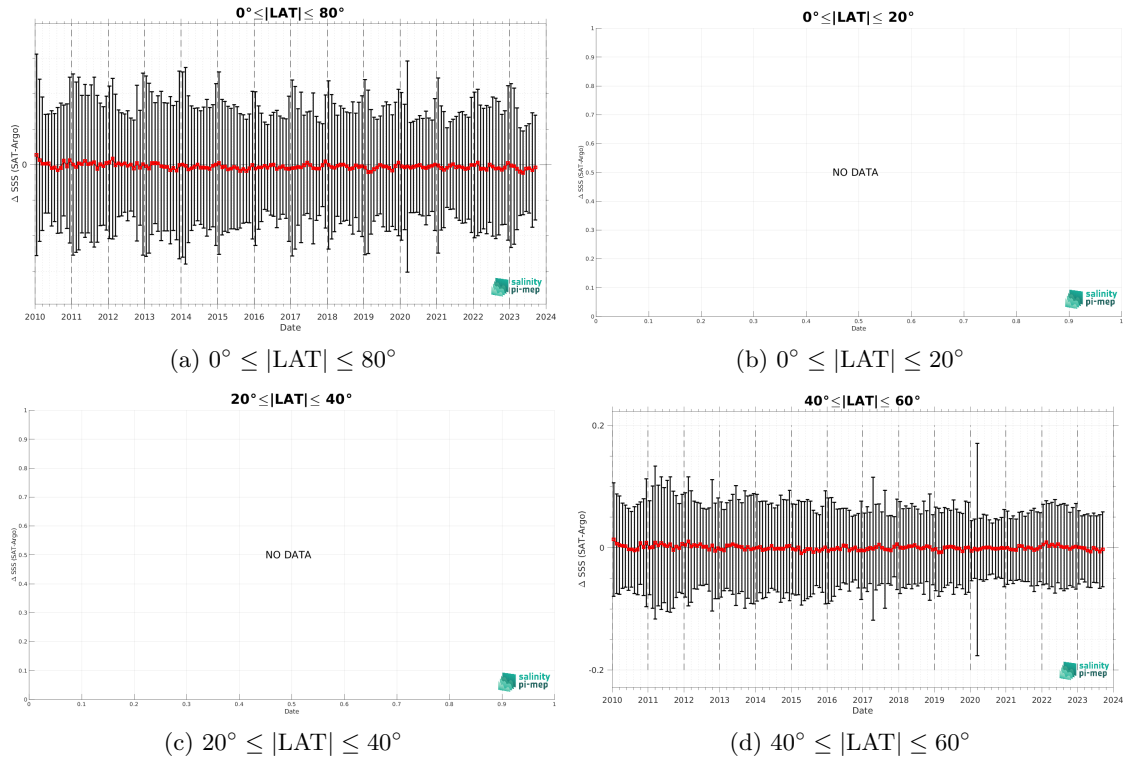 0°≤|LAT|≤ 80°
Δ SSS (SAT-Argo)
0
salinity
pi-mep
2010 2011 2012 2013 2014 2015 2016 2017 2018 2019 2020 2021 2022 2023 2024
Date
(a) 0° ≤ |LAT| ≤ 80°
0°≤|LAT|≤ 20°
Δ SSS (SAT-Argo)
1
0.9
0.8
0.7
0.6
0.5
0.4
0.3
0.2
0.1
0
NO DATA
salinity
pi-mep
0 0.1 0.2 0.3 0.4 0.5 0.6 0.7 0.8 0.9 1
Date
(b) 0° ≤ |LAT| ≤ 20°
20°≤|LAT|≤ 40°
Δ SSS (SAT-Argo)
1
0.9
0.8
0.7
0.6
0.5
0.4
0.3
0.2
0.1
0
NO DATA
salinity
pi-mep
0 0.1 0.2 0.3 0.4 0.5 0.6 0.7 0.8 0.9 1
Date
(c) 20° ≤ |LAT| ≤ 40°
40°≤|LAT|≤ 60°
Δ SSS (SAT-Argo)
0.2
0
-0.2
salinity
pi-mep
2010 2011 2012 2013 2014 2015 2016 2017 2018 2019 2020 2021 2022 2023 2024
Date
(d) 40° ≤ |LAT| ≤ 60°